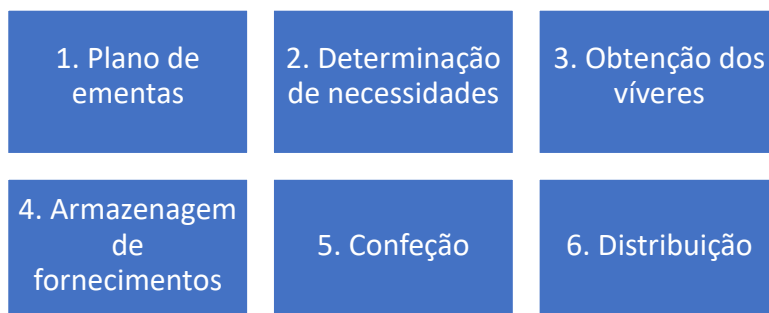 1. Plano de
ementas
2. Determinação
de necessidades
3. Obtenção dos
víveres
4. Armazenagem
de
fornecimentos
5. Confeção
6. Distribuição